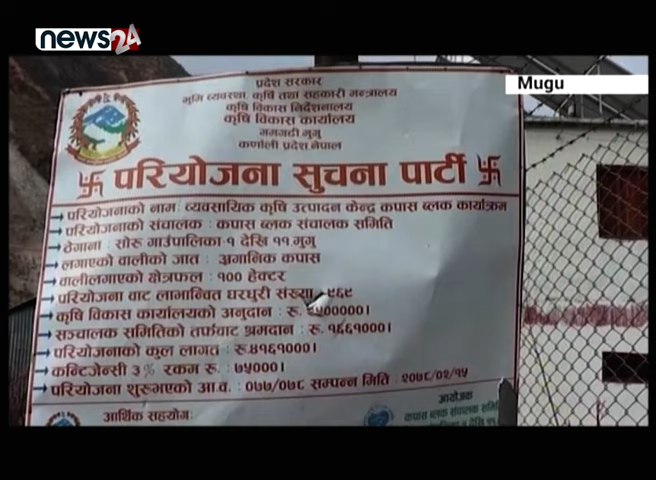 news24
Mugu
प्रदेश सरकार
भूमि व्यवस्था, कृषि तथा सहकारी मन्त्रालय
कृषि विकास निर्देशनालय
कृषि विकास कार्यालय
गमगढी मुगु
कर्णाली प्रदेश, नेपाल
परियोजना सुचना पार्टी
परियोजनाको नामः व्यवसायिक कृषि उत्पादन केन्द्र कपास ब्लक कार्यक्रम
परियोजनाको संचालक : कपास ब्लक संचालक समिति
ठेगाना : सोरु गाउँपालिका १ देखि ११ मुगु
लगाएको वालीको जात : अर्गानिक कपास
वालीलगाएको क्षेत्रफल : १०० हेक्टर
परियोजना वाट लाभान्वित घरधुरी संख्या ९६९
कृषि विकास कार्यालयको अनुदान : रु. २५०००००।
सञ्चालक समितिको तर्फवाट श्रमदान : रु. १६६१०००।
परियोजनाको कुल लागत : रु.४१६१०००।
कन्टिजेन्सी ३% रकम रु. : ७५०००।
परियोजना शुरुभएको आ.व. : ०७७/०७८ सम्पन्न मिति : २०७८/०२/१५
आर्थिक सहयोग:
आयोजक
कपास ब्लक संचालक समिति